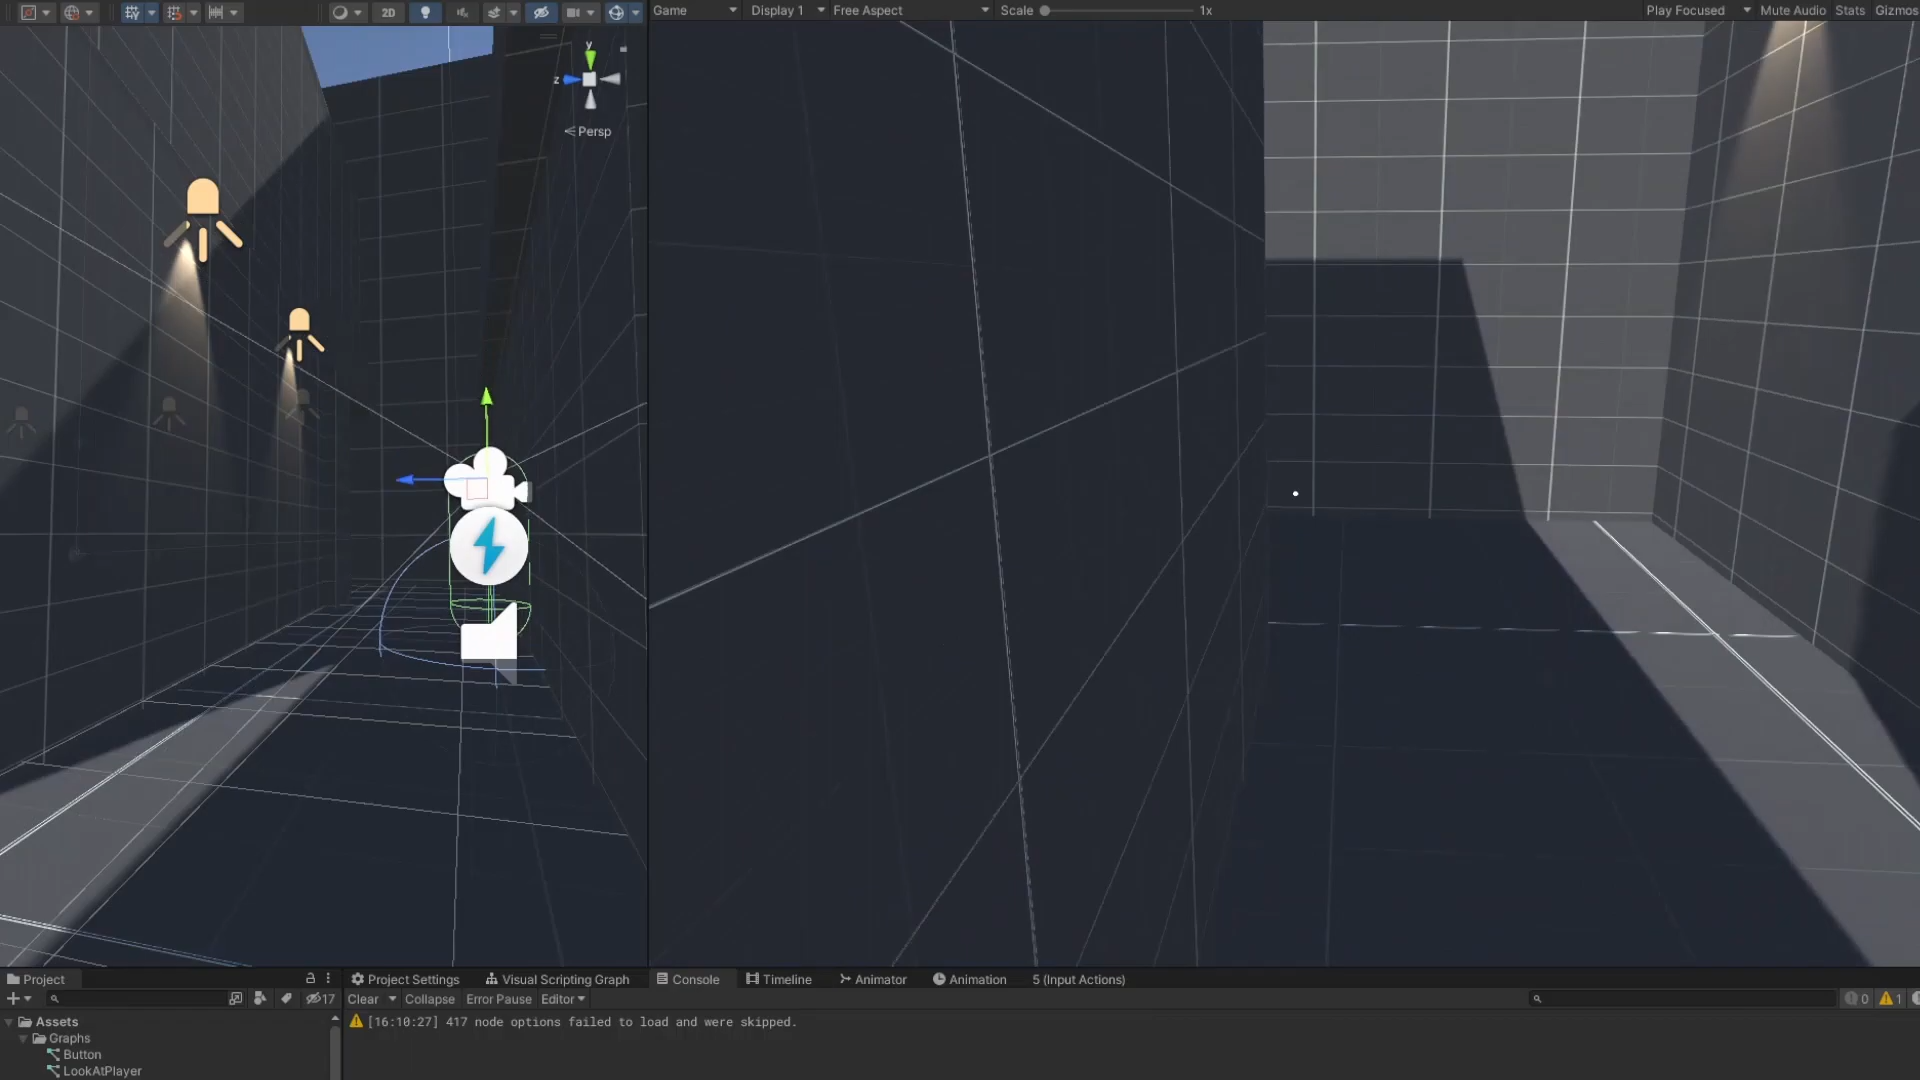 2D
Game Display 1 Free Aspect Scale 1x Play Focused Mute Audio Stats Gizmos
y
z
Persp
Project Project Settings Visual Scripting Graph Console Timeline Animator Animation 5 (Input Actions)
17 Clear Collapse Error Pause Editor 0 1
Assets [16:10:27] 417 node options failed to load and were skipped.
Graphs
Button
LookAtPlayer